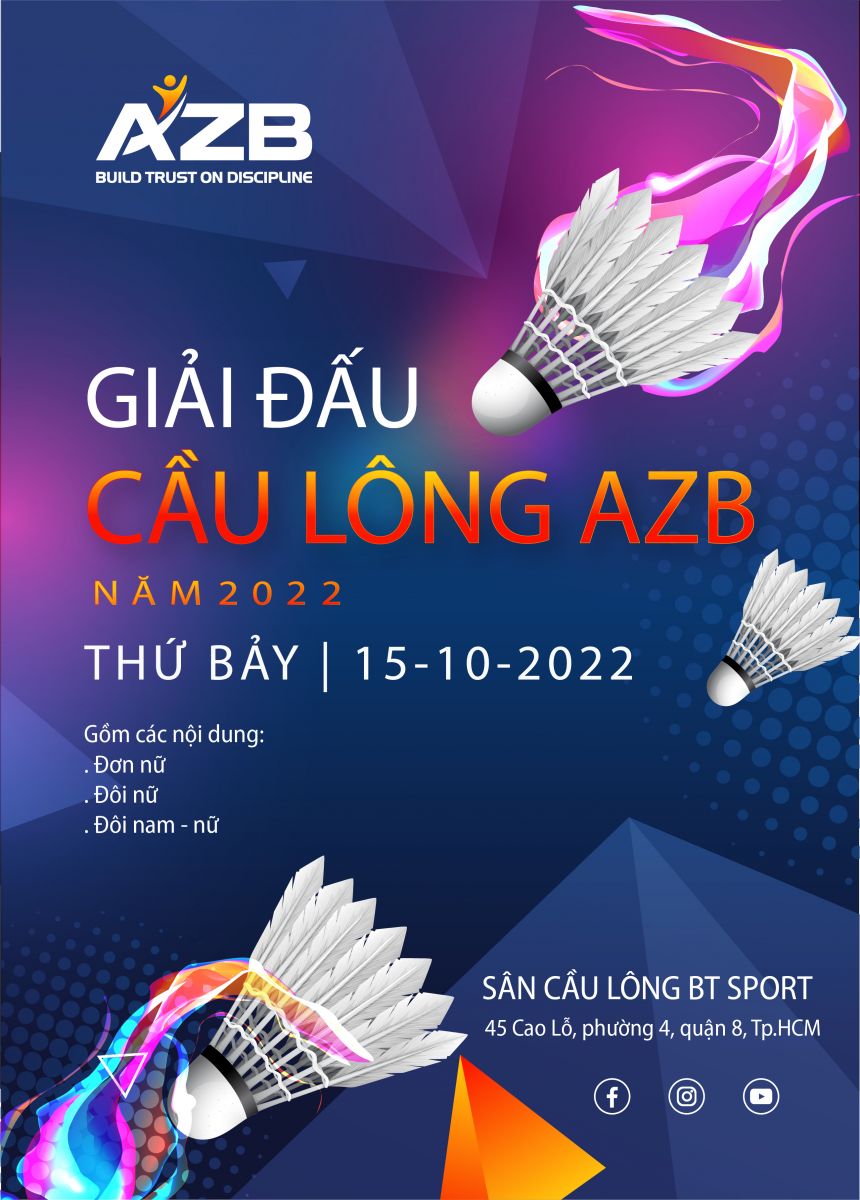 AZB
BUILD TRUST ON DISCIPLINE
GIẢI ĐẤU
CẦU LÔNG AZB
NĂM 2022
THỨ BẢY | 15-10-2022
Gồm các nội dung:
. Đơn nữ
. Đôi nữ
. Đôi nam - nữ
SÂN CẦU LÔNG BT SPORT
45 Cao Lỗ, phường 4, quận 8, Tp.HCM